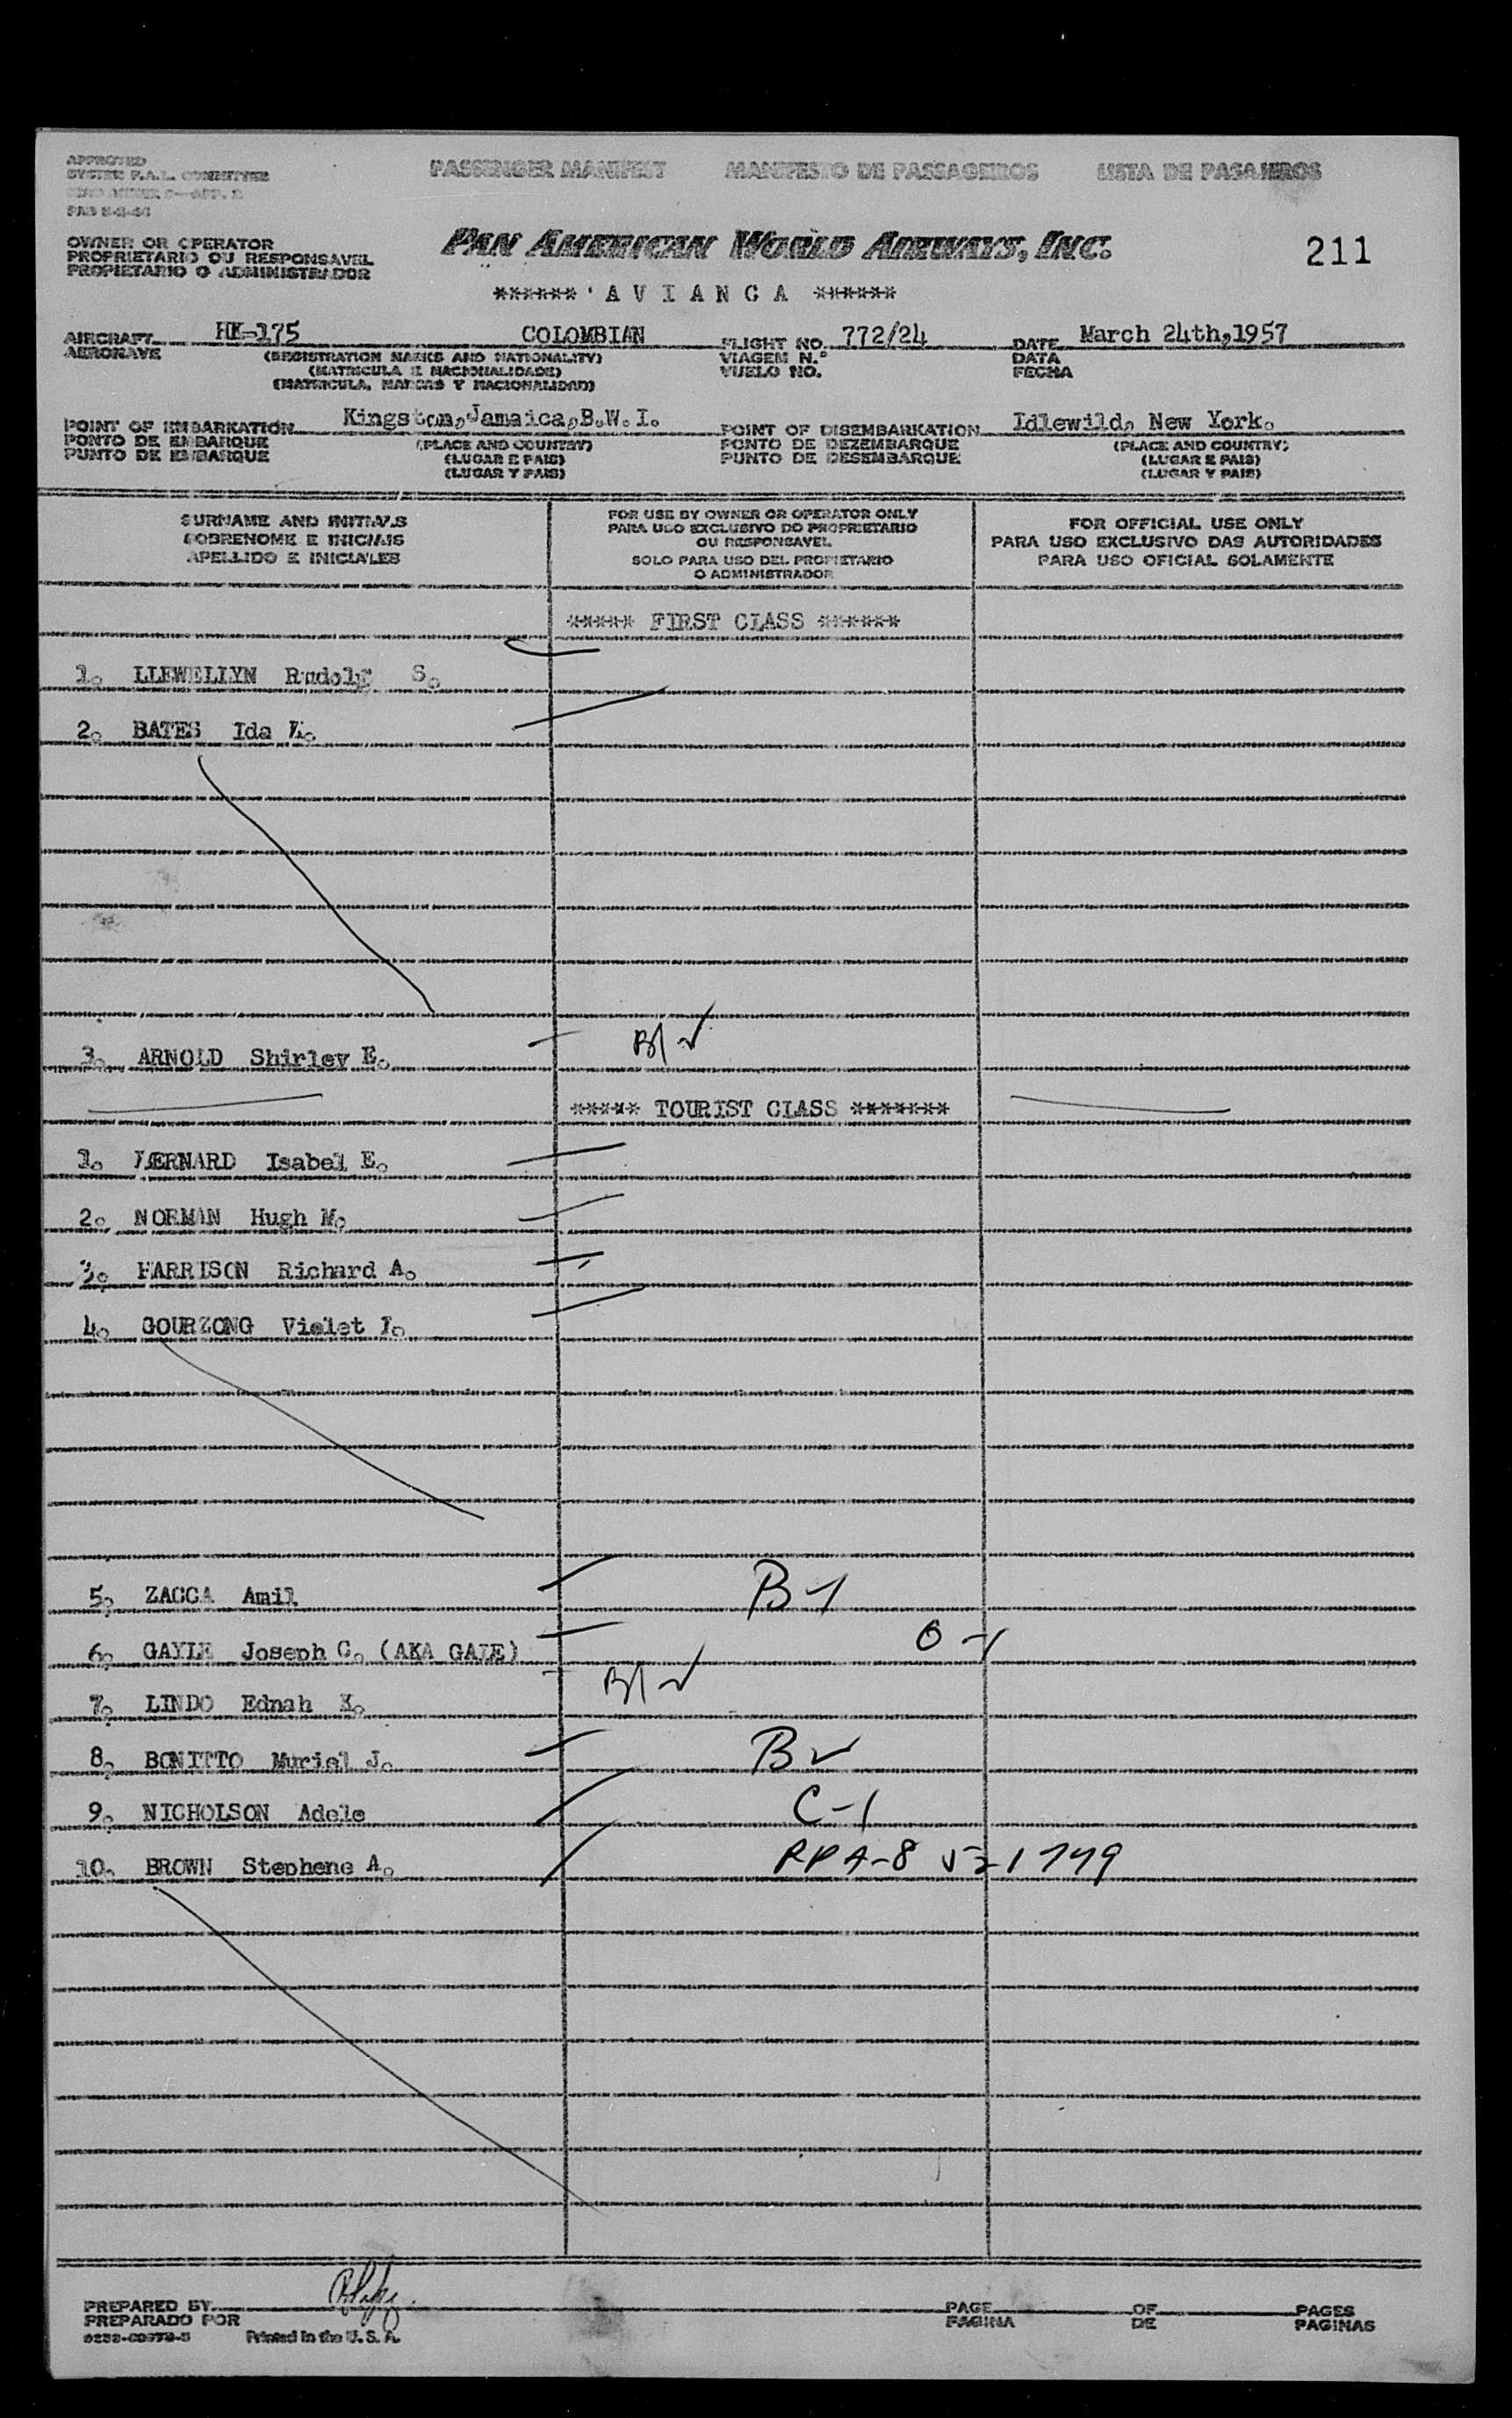 APPROVED
SYSTEM F.A.L. COMMITTEE
PASSENGER MANIFEST MANIFESTO DE PASSAGEIROS LISTA DE PASAJEROS
OWNER OR OPERATOR
PROPRIETARIO OU RESPONSAVEL
PROPIETARIO O ADMINISTRADOR
PAN AMERICAN WORLD AIRWAYS, INC.
211
****** A V I A N C A ******
AIRCRAFT HK-175 COLOMBIAN FLIGHT NO. 772/24 DATE March 24th,1957
AERONAVE (REGISTRATION MARKS AND NATIONALITY) VIAGEM N.º DATA
(MATRICULA E NACIONALIDADE) VUELO NO. FECHA
(MATRICULA, MARCAS Y NACIONALIDAD)
POINT OF EMBARKATION Kingston,Jamaica,B.W.I. POINT OF DISEMBARKATION Idlewild, New York.
PONTO DE EMBARQUE (PLACE AND COUNTRY) PONTO DE DEZEMBARQUE (PLACE AND COUNTRY)
PUNTO DE EMBARQUE (LUGAR E PAIS) PUNTO DE DESEMBARQUE (LUGAR E PAIS)
(LUGAR Y PAIS) (LUGAR Y PAIS)
SURNAME AND INITIALS
SOBRENOME E INICIAIS
APELLIDO E INICIALES
FOR USE BY OWNER OR OPERATOR ONLY
PARA USO EXCLUSIVO DO PROPRIETARIO
OU RESPONSAVEL
SOLO PARA USO DEL PROPIETARIO
O ADMINISTRADOR
FOR OFFICIAL USE ONLY
PARA USO EXCLUSIVO DAS AUTORIDADES
PARA USO OFICIAL SOLAMENTE
***** FIRST CLASS ******
1. LLEWELLYN Rudolf S.
2. BATES Ida
3. ARNOLD Shirley E.
***** TOURIST CLASS *******
1. Isabel E.
2. NORMAN Hugh M.
3. HARRISON Richard A.
4. GOURZONG Violet
5. ZACCA Amil B-1
6. GAYLE Joseph C. (AKA GALE) O-1
7. LINDO Ednah
8. BONITTO Muriel J. B
9. NICHOLSON Adele C-1
10. BROWN Stephene A.
PREPARED BY PAGE OF PAGES
PREPARADO POR PAGINA DE PAGINAS
Printed in the U. S. A.